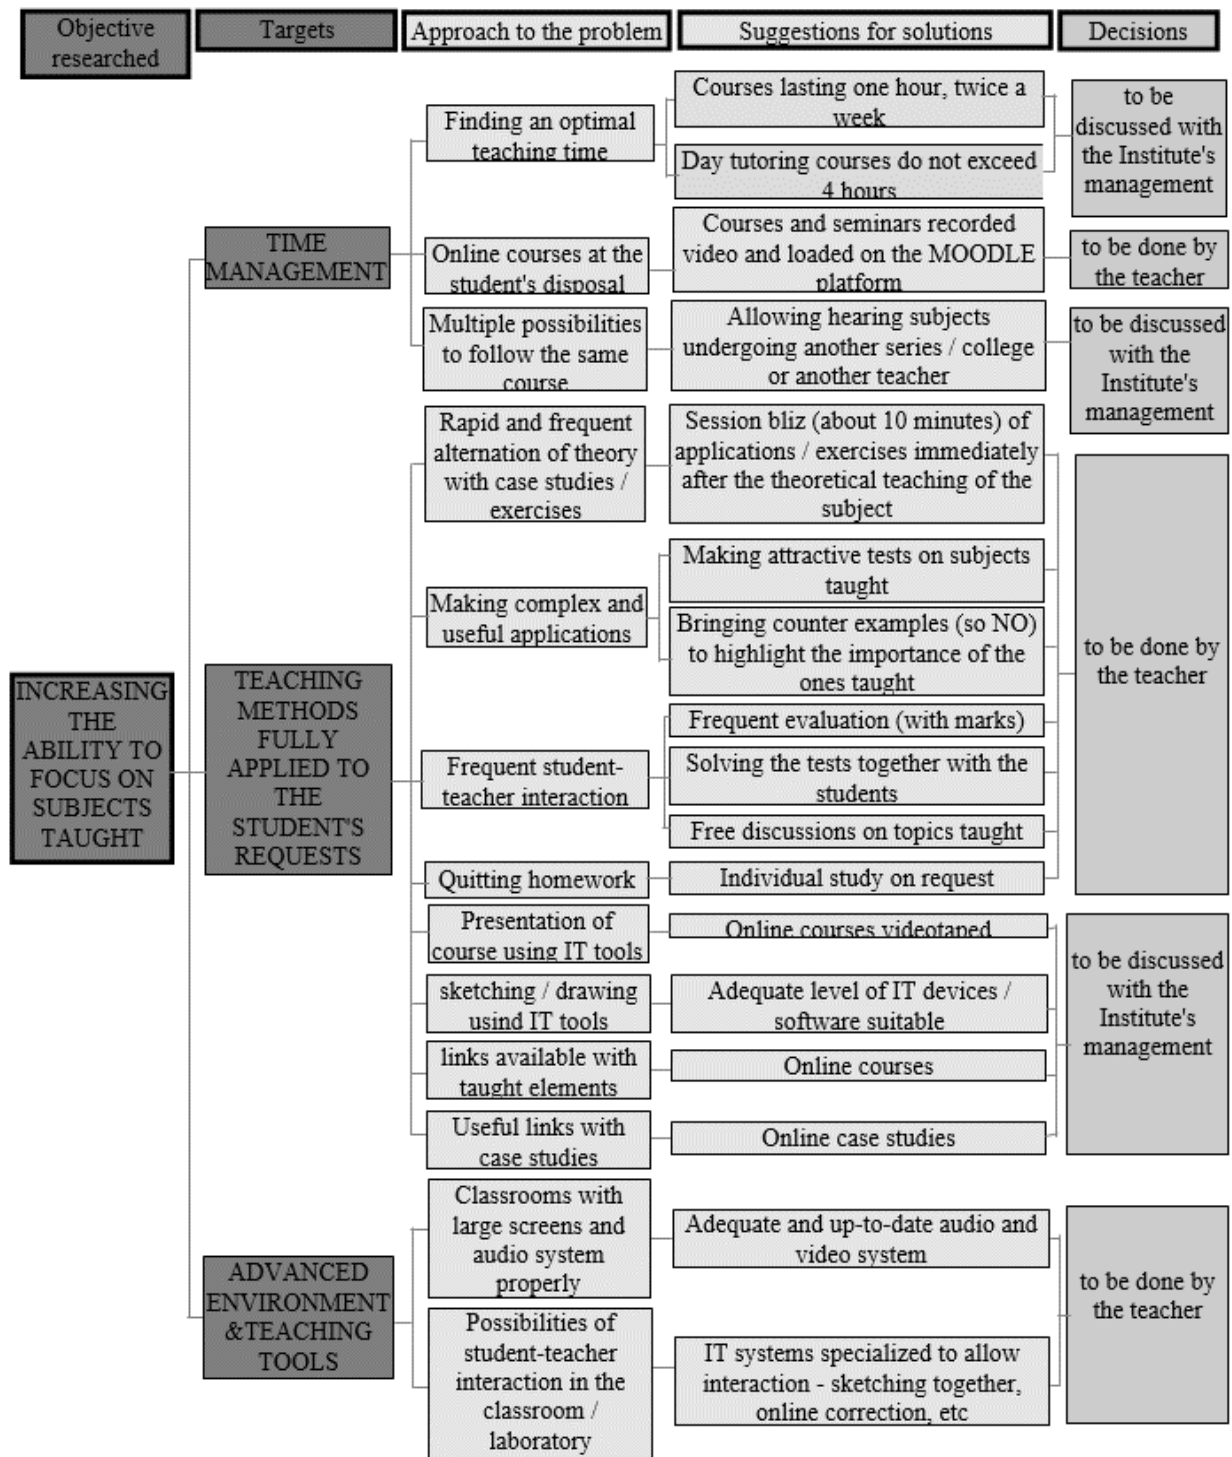 Objective
researched
Targets
Approach to the problem
Suggestions for solutions
Decisions
INCREASING
THE
ABILITY TO
FOCUS ON
SUBJECTS
TAUGHT
TIME
MANAGEMENT
Finding an optimal
teaching time
Courses lasting one hour, twice a
week
Day tutoring courses do not exceed
4 hours
to be
discussed with
the Institute's
management
Online courses at the
student's disposal
Courses and seminars recorded
video and loaded on the MOODLE
platform
to be done by
the teacher
Multiple possibilities
to follow the same
course
Allowing hearing subjects
undergoing another series / college
or another teacher
to be discussed
with the
Institute's
management
TEACHING
METHODS
FULLY
APPLIED TO
THE
STUDENT'S
REQUESTS
Rapid and frequent
alternation of theory
with case studies /
exercises
Session bliz (about 10 minutes) of
applications / exercises immediately
after the theoretical teaching of the
subject
Making complex and
useful applications
Making attractive tests on subjects
taught
Bringing counter examples (so NO)
to highlight the importance of the
ones taught
Frequent student-
teacher interaction
Frequent evaluation (with marks)
Solving the tests together with the
students
Free discussions on topics taught
Quitting homework
Individual study on request
to be done by
the teacher
Presentation of
course using IT tools
Online courses videotaped
sketching / drawing
usind IT tools
Adequate level of IT devices /
software suitable
links available with
taught elements
Online courses
Useful links with
case studies
Online case studies
to be discussed
with the
Institute's
management
ADVANCED
ENVIRONMENT
&TEACHING
TOOLS
Classrooms with
large screens and
audio system
properly
Adequate and up-to-date audio and
video system
Possibilities of
student-teacher
interaction in the
classroom /
laboratory
IT systems specialized to allow
interaction - sketching together,
online correction, etc
to be done by
the teacher